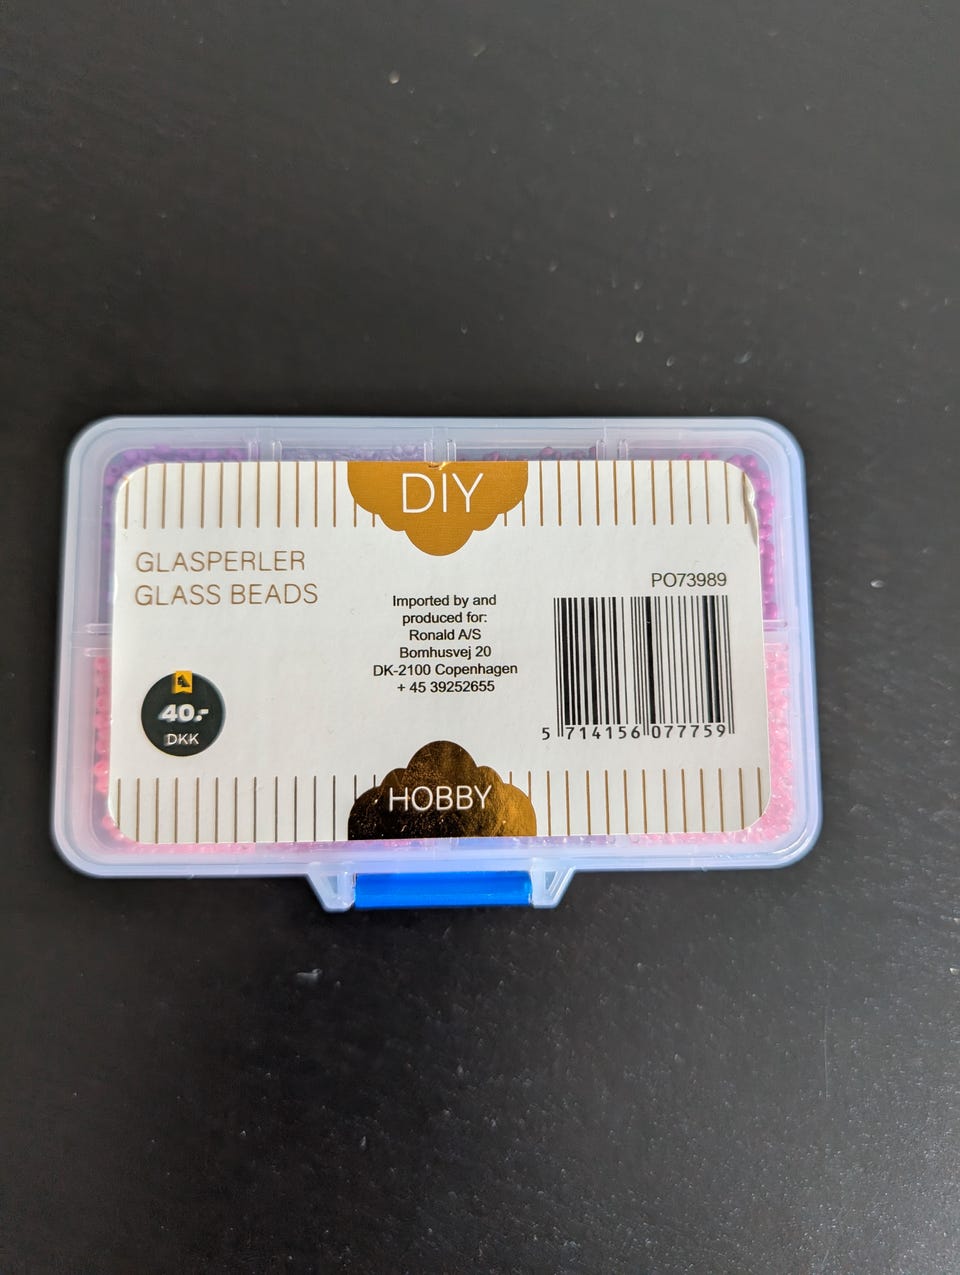 DIY
GLASPERLER
GLASS BEADS
Imported by and
produced for:
Ronald A/S
Bomhusvej 20
DK-2100 Copenhagen
+ 45 39252655
PO73989
5 714156 077759
40.-
DKK
HOBBY